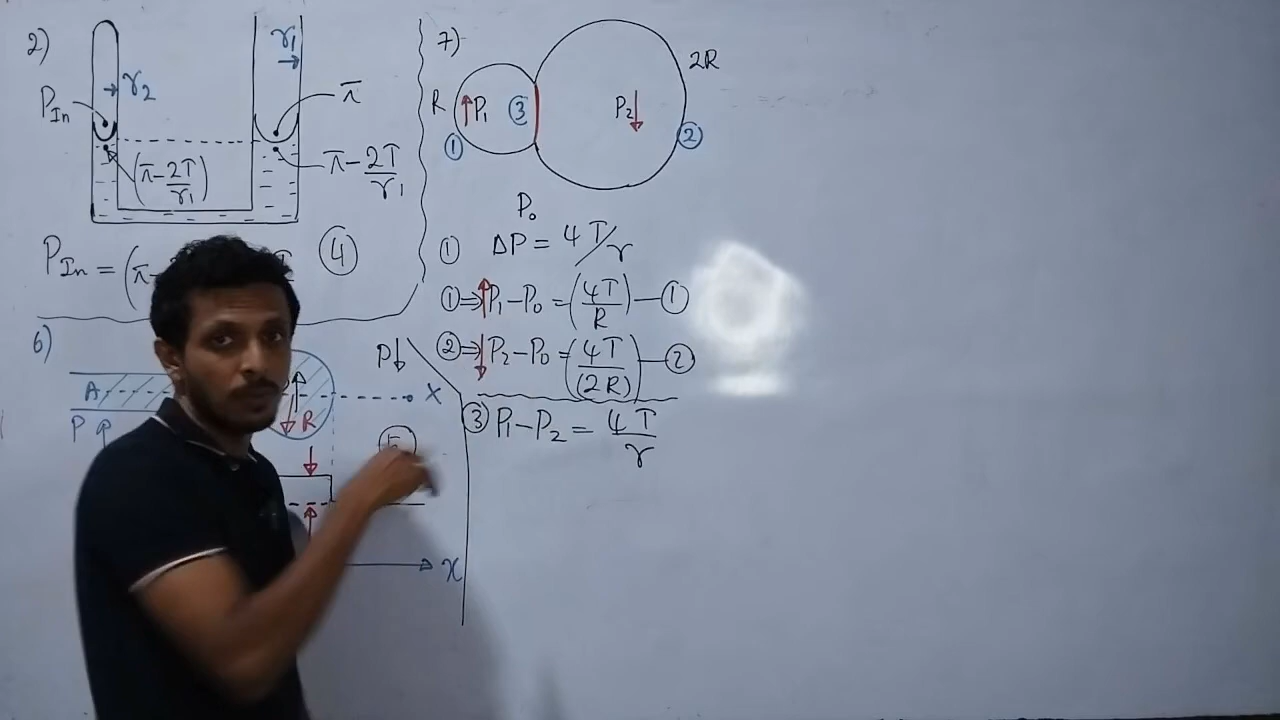 2)
r₁
r₂
P_In
π
(π - 2T/r₁)
π - 2T/r₁
P_In = (π -
④
6)
P↓
A
R
X
P ↑
⑤
x
7)
R
2R
↑P₁
③
P₂↓
①
②
P₀
① ΔP = 4T/r
① ⇒ ↑P₁ - P₀ = (4T/R) — ①
② ⇒ ↓P₂ - P₀ = (4T/(2R)) — ②
③ P₁ - P₂ = 4T/r